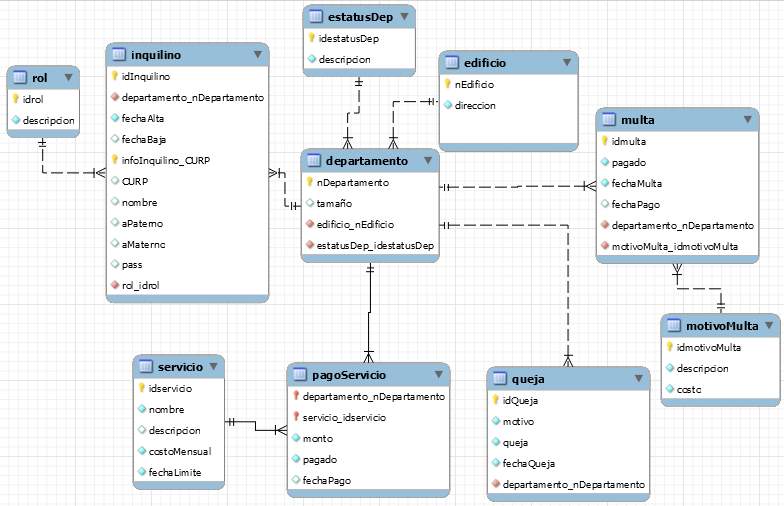 rol
idrol
descripcion
inquilino
idInquilino
departamento_nDepartamento
fechaAlta
fechaBaja
infoInquilino_CURP
CURP
nombre
aPaterno
aMaterno
pass
rol_idrol
estatusDep
idestatusDep
descripcion
edificio
nEdificio
direccion
departamento
nDepartamento
tamaño
edificio_nEdificio
estatusDep_idestatusDep
multa
idmulta
pagado
fechaMulta
fechaPago
departamento_nDepartamento
motivoMulta_idmotivoMulta
motivoMulta
idmotivoMulta
descripcion
costo
servicio
idservicio
nombre
descripcion
costoMensual
fechaLimite
pagoServicio
departamento_nDepartamento
servicio_idservicio
monto
pagado
fechaPago
queja
idQueja
motivo
queja
fechaQueja
departamento_nDepartamento